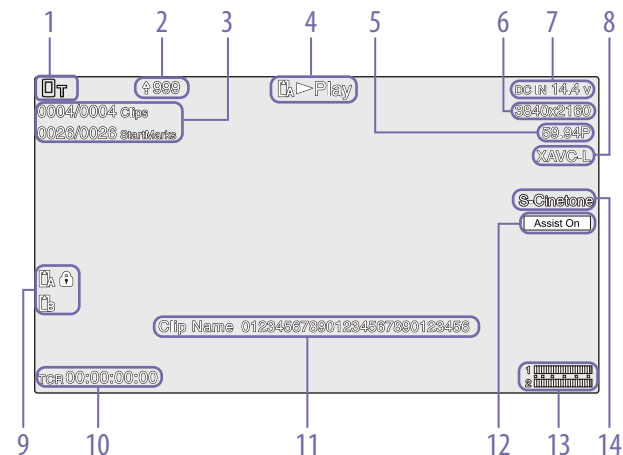 1 2 3 4 5 6 7 8
T 999 A Play DC IN 14.4 V
0004/0004 Clips 3840x2160
0026/0026 StartMarks 59.94P
XAVC-L
S-Cinetone
Assist On
A
B
Clip Name 012345678901234567890123456
TCR 00:00:00:00
1
2
9 10 11 12 13 14